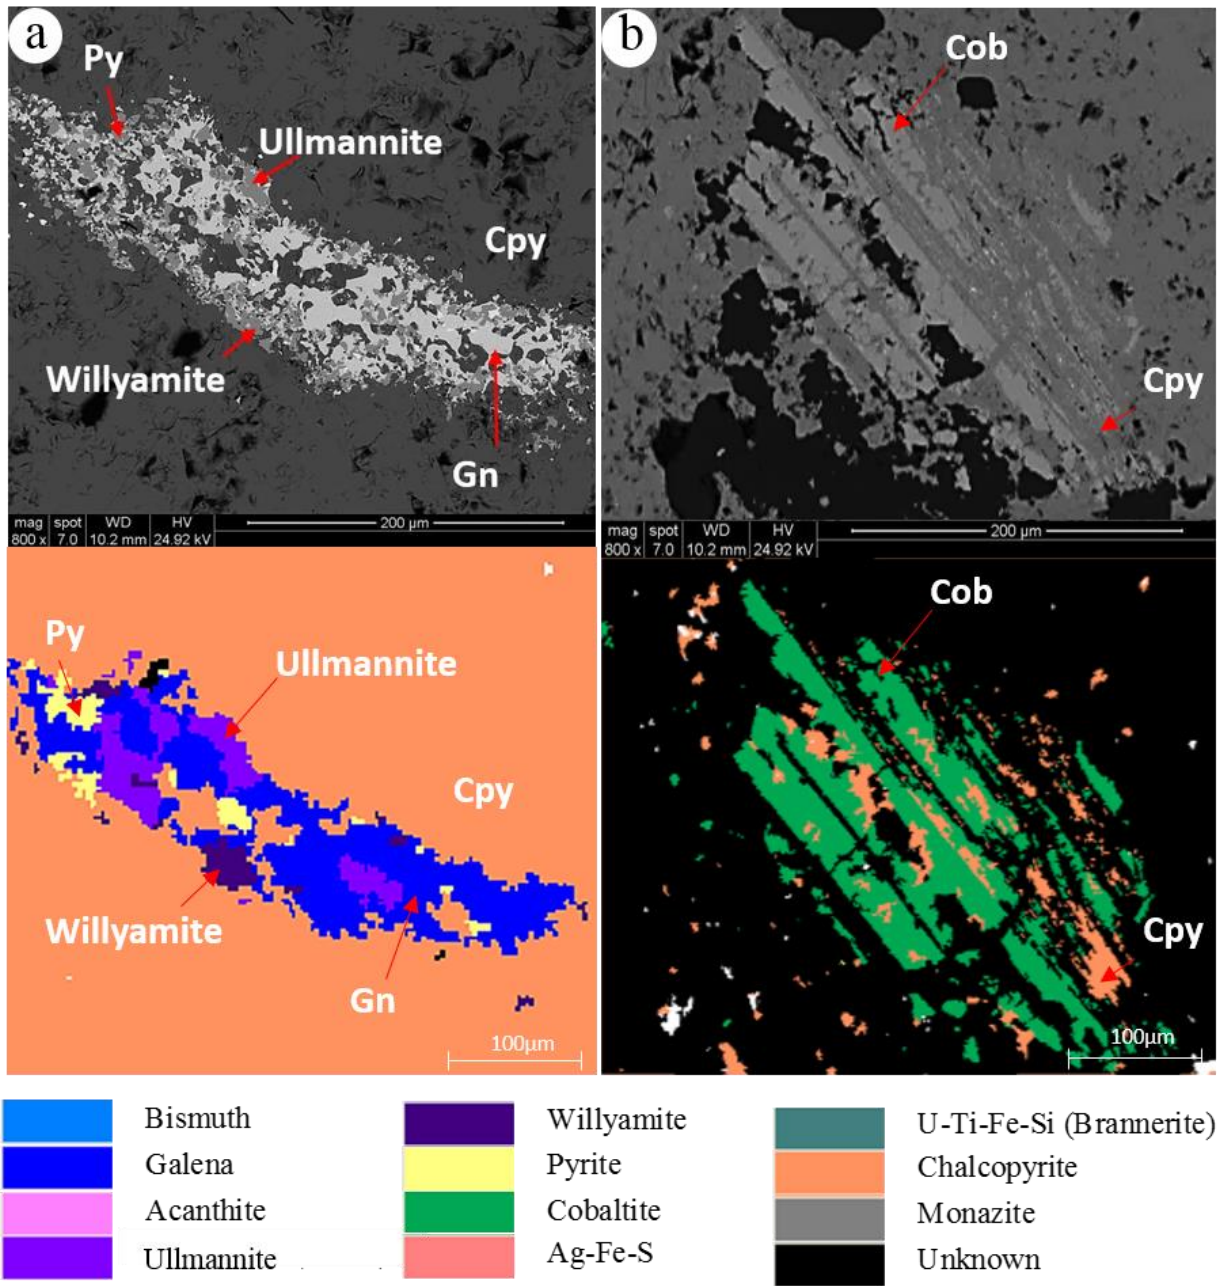 a
Py
Ullmannite
Cpy
Willyamite
Gn
mag spot WD HV
800 x 7.0 10.2 mm 24.92 kV 200 µm
b
Cob
Cpy
mag spot WD HV
800 x 7.0 10.2 mm 24.92 kV 200 µm
Py
Ullmannite
Cpy
Willyamite
Gn
100µm
Cob
Cpy
100µm
Bismuth
Galena
Acanthite
Ullmannite
Willyamite
Pyrite
Cobaltite
Ag-Fe-S
U-Ti-Fe-Si (Brannerite)
Chalcopyrite
Monazite
Unknown